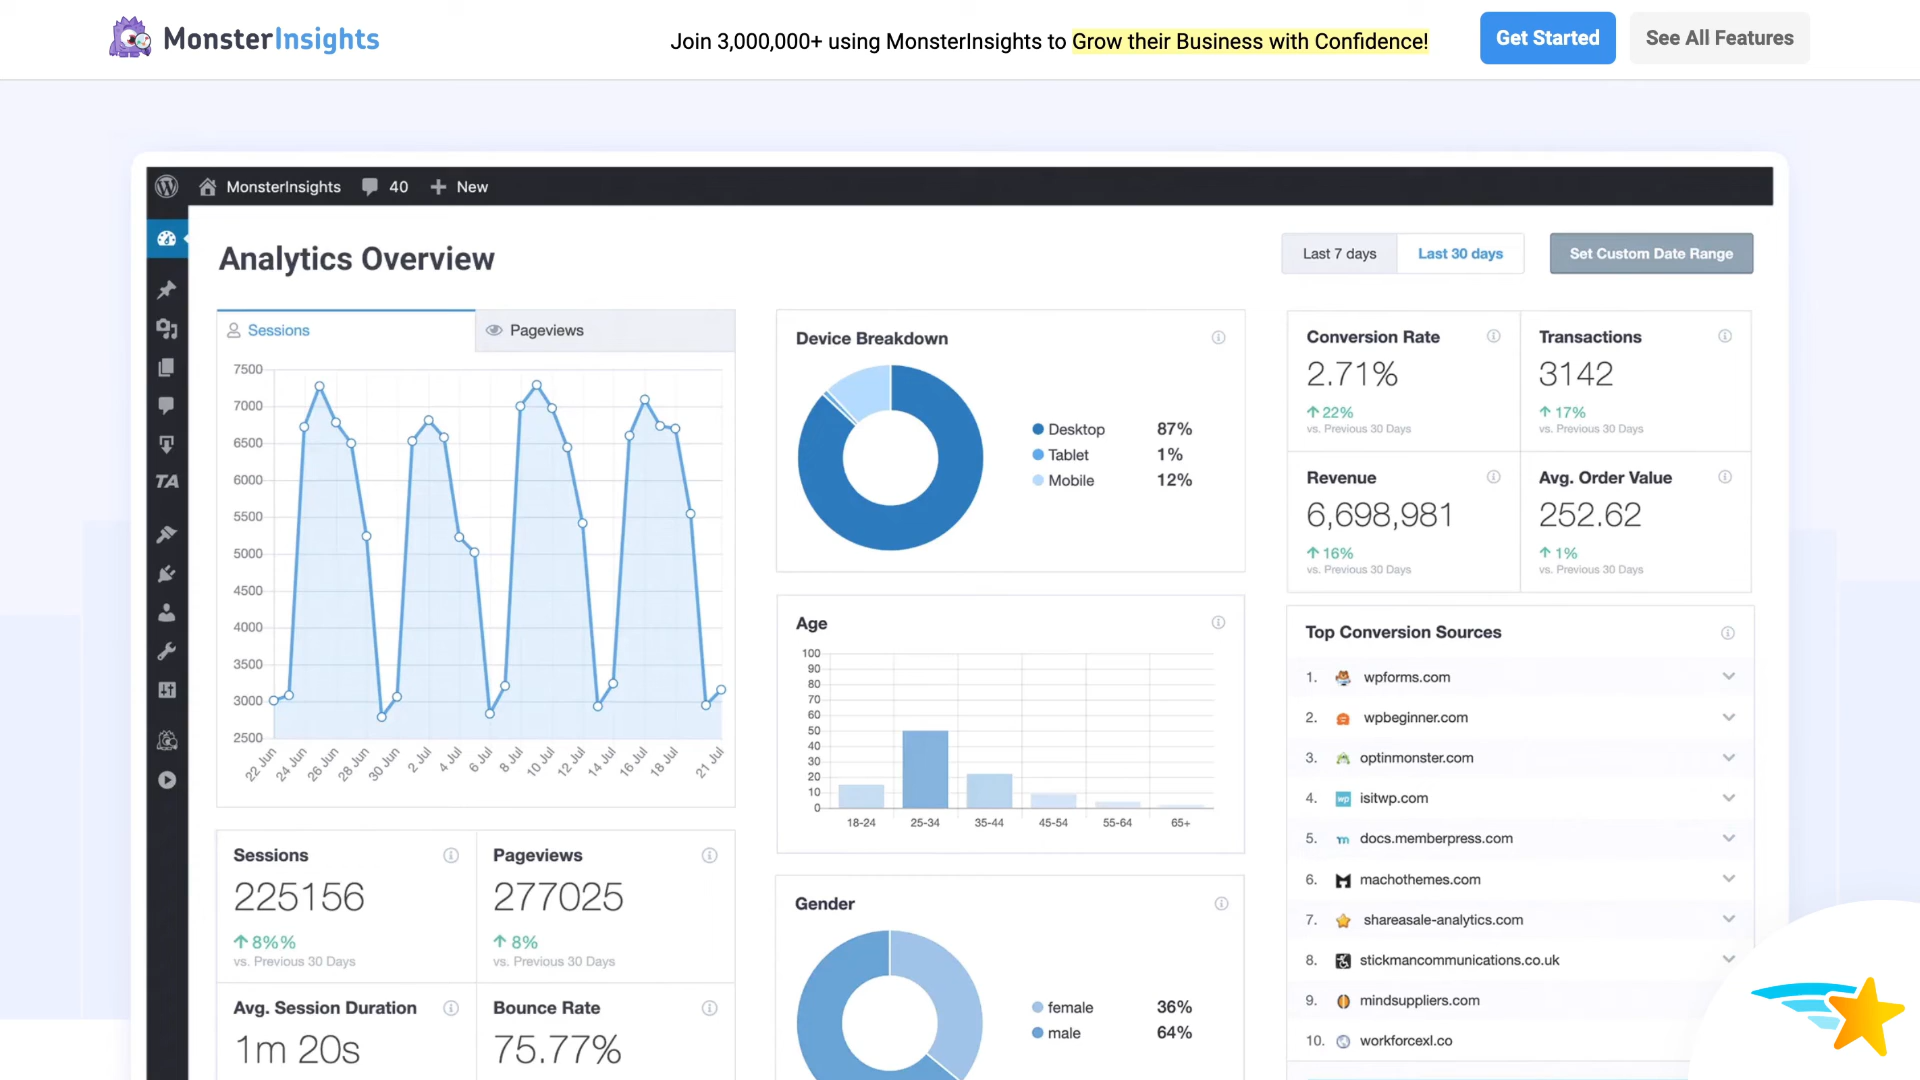 MonsterInsights
Join 3,000,000+ using MonsterInsights to Grow their Business with Confidence!
Get Started
See All Features
MonsterInsights
40
New
Analytics Overview
Last 7 days
Last 30 days
Set Custom Date Range
Sessions
Pageviews
7500
7000
6500
6000
5500
5000
4500
4000
3500
3000
2500
22 Jun
24 Jun
26 Jun
28 Jun
30 Jun
2 Jul
4 Jul
6 Jul
8 Jul
10 Jul
12 Jul
14 Jul
16 Jul
18 Jul
21 Jul
TA
Sessions
225156
8%%
vs. Previous 30 Days
Pageviews
277025
8%
vs. Previous 30 Days
Avg. Session Duration
1m 20s
Bounce Rate
75.77%
Device Breakdown
Desktop 87%
Tablet 1%
Mobile 12%
Age
100
90
80
70
60
50
40
30
20
10
0
18-24 25-34 35-44 45-54 55-64 65+
Gender
female 36%
male 64%
Conversion Rate
2.71%
22%
vs. Previous 30 Days
Transactions
3142
17%
vs. Previous 30 Days
Revenue
6,698,981
16%
vs. Previous 30 Days
Avg. Order Value
252.62
1%
vs. Previous 30 Days
Top Conversion Sources
1. wpforms.com
2. wpbeginner.com
3. optinmonster.com
4. wp isitwp.com
5. m docs.memberpress.com
6. machothemes.com
7. shareasale-analytics.com
8. stickmancommunications.co.uk
9. mindsuppliers.com
10. workforcexl.co